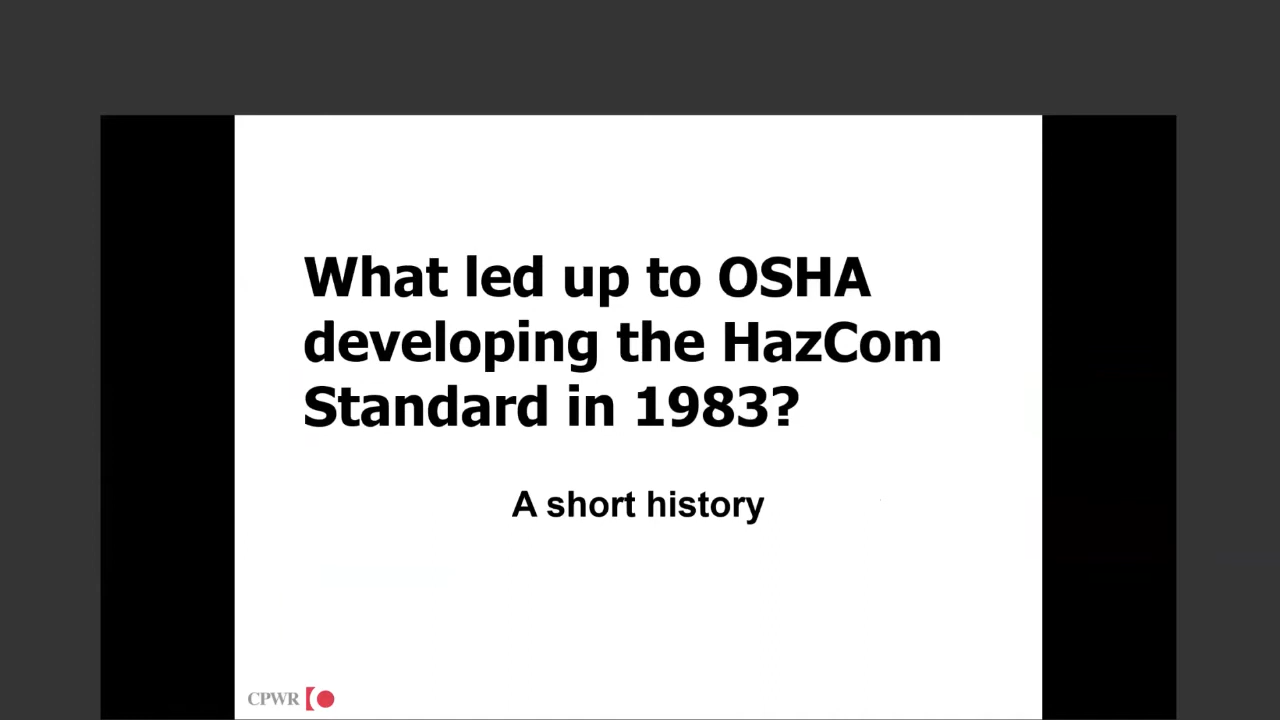 What led up to OSHA
developing the HazCom
Standard in 1983?
A short history
CPWR